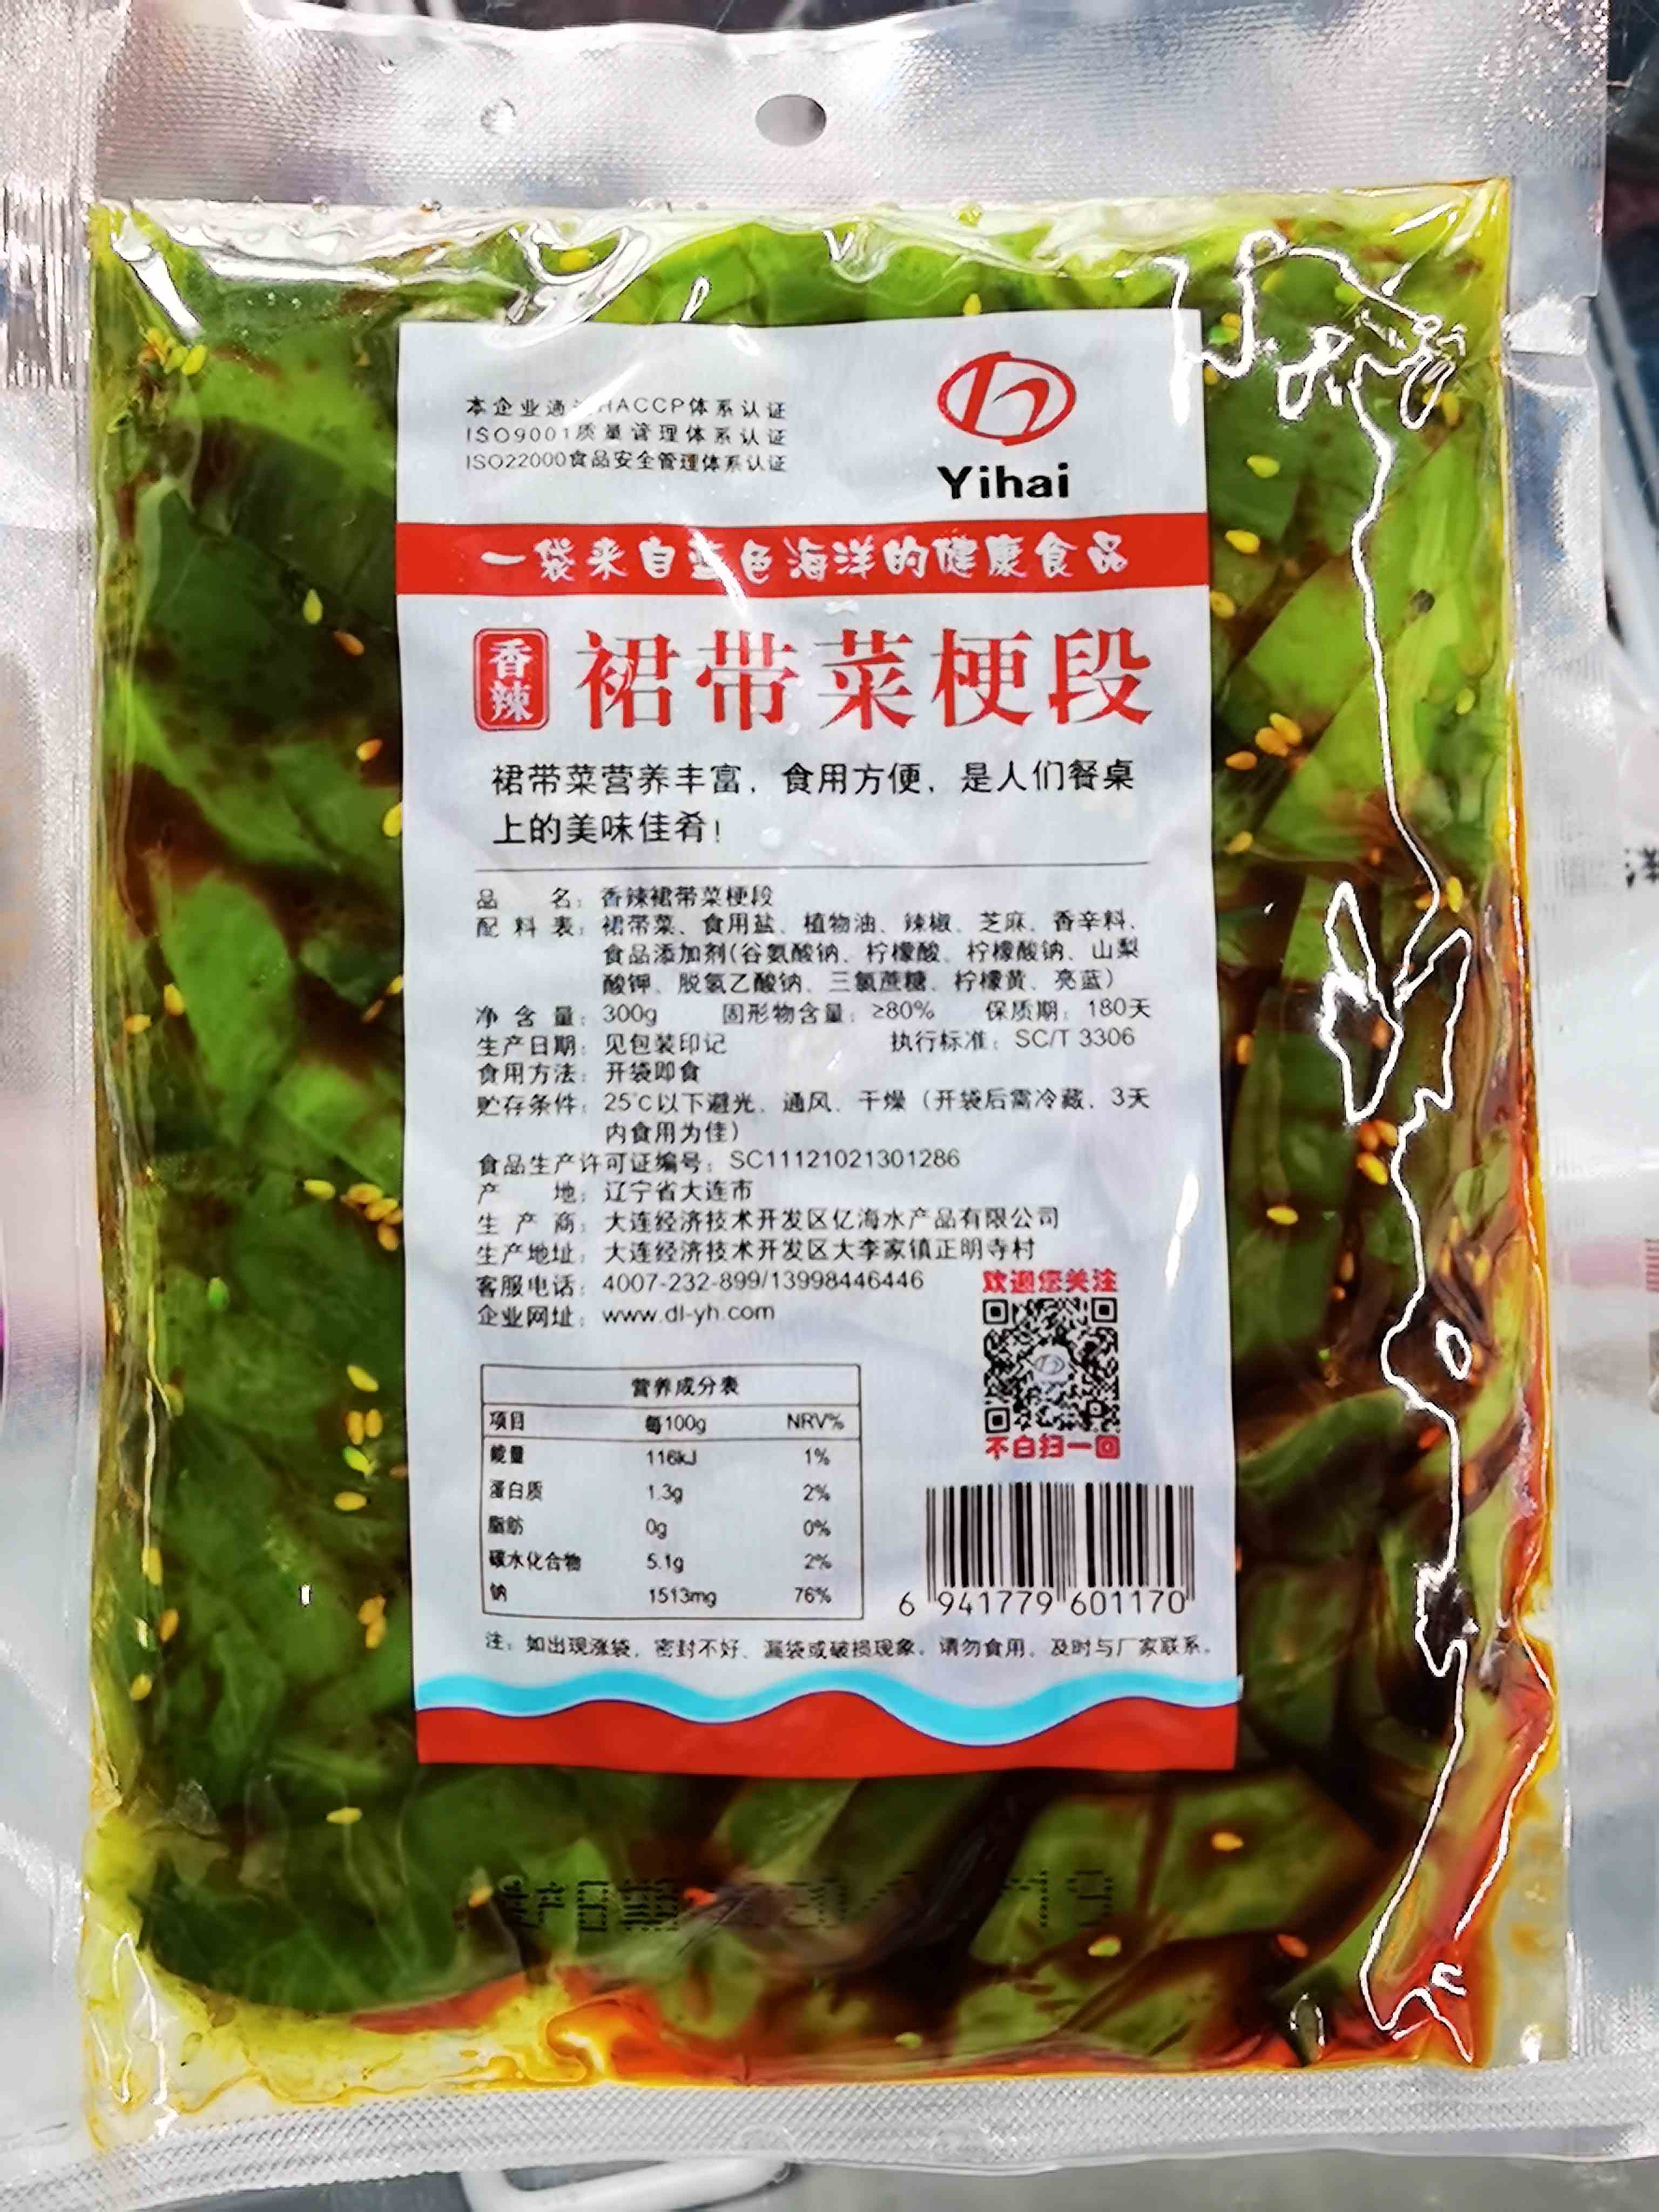 本企业通过HACCP体系认证
ISO9001质量管理体系认证
ISO22000食品安全管理体系认证
Yihai
一袋来自蓝色海洋的健康食品
香辣 裙带菜梗段
裙带菜营养丰富，食用方便，是人们餐桌
上的美味佳肴！
品 名：香辣裙带菜梗段
配料表：裙带菜、食用盐、植物油、辣椒、芝麻、香辛料、
食品添加剂(谷氨酸钠、柠檬酸、柠檬酸钠、山梨
酸钾、脱氢乙酸钠、三氯蔗糖、柠檬黄、亮蓝)
净含量：300g 固形物含量：≥80% 保质期：180天
生产日期：见包装印记 执行标准：SC/T 3306
食用方法：开袋即食
贮存条件：25℃以下避光、通风、干燥（开袋后需冷藏，3天
内食用为佳）
食品生产许可证编号：SC11121021301286
产 地：辽宁省大连市
生产商：大连经济技术开发区亿海水产品有限公司
生产地址：大连经济技术开发区大李家镇正明寺村
客服电话：4007-232-899/13998446446
企业网址：www.dl-yh.com
欢迎您关注
不白扫一回
营养成分表
项目 每100g NRV%
能量 116kJ 1%
蛋白质 1.3g 2%
脂肪 0g 0%
碳水化合物 5.1g 2%
钠 1513mg 76%
6 941779 601170
注：如出现涨袋，密封不好、漏袋或破损现象，请勿食用，及时与厂家联系。